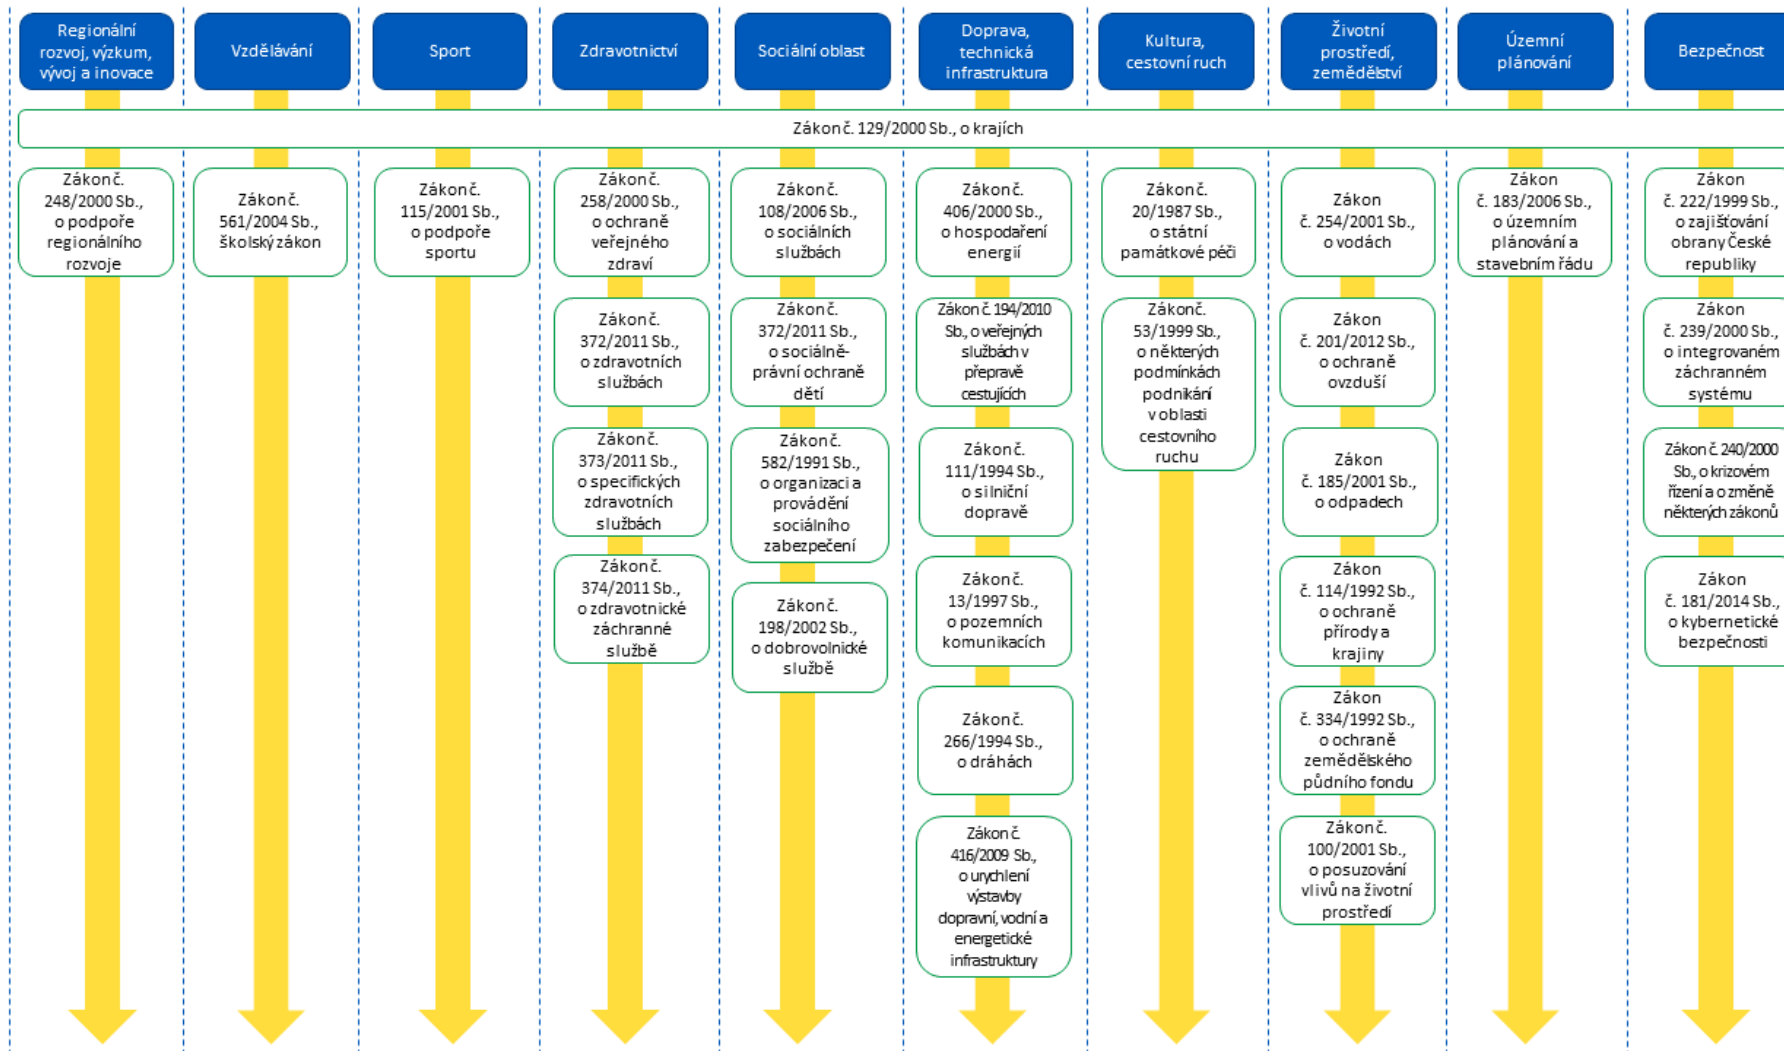 Regionální
rozvoj, výzkum,
vývoj a inovace
Vzdělávání
Sport
Zdravotnictví
Sociální oblast
Doprava,
technická
infrastruktura
Kultura,
cestovní ruch
Životní
prostředí,
zemědělství
Územní
plánování
Bezpečnost
Zákon č. 129/2000 Sb., o krajích
Zákon č.
248/2000 Sb.,
o podpoře
regionálního
rozvoje
Zákon č.
561/2004 Sb.,
školský zákon
Zákon č.
115/2001 Sb.,
o podpoře
sportu
Zákon č.
258/2000 Sb.,
o ochraně
veřejného
zdraví
Zákon č.
372/2011 Sb.,
o zdravotních
službách
Zákon č.
373/2011 Sb.,
o specifických
zdravotních
službách
Zákon č.
374/2011 Sb.,
o zdravotnické
záchranné
službě
Zákon č.
108/2006 Sb.,
o sociálních
službách
Zákon č.
372/2011 Sb.,
o sociálně-
právní ochraně
dětí
Zákon č.
582/1991 Sb.,
o organizaci a
provádění
sociálního
zabezpečení
Zákon č.
198/2002 Sb.,
o dobrovolnické
službě
Zákon č.
406/2000 Sb.,
o hospodaření
energií
Zákon č. 194/2010
Sb., o veřejných
službách v
přepravě
cestujících
Zákon č.
111/1994 Sb.,
o silniční
dopravě
Zákon č.
13/1997 Sb.,
o pozemních
komunikacích
Zákon č.
266/1994 Sb.,
o dráhách
Zákon č.
416/2009 Sb.,
o urychlení
výstavby
dopravní, vodní a
energetické
infrastruktury
Zákon č.
20/1987 Sb.,
o státní
památkové péči
Zákon č.
53/1999 Sb.,
o některých
podmínkách
podnikání
v oblasti
cestovního
ruchu
Zákon
č. 254/2001 Sb.,
o vodách
Zákon
č. 201/2012 Sb.,
o ochraně
ovzduší
Zákon
č. 185/2001 Sb.,
o odpadech
Zákon
č. 114/1992 Sb.,
o ochraně
přírody a
krajiny
Zákon
č. 334/1992 Sb.,
o ochraně
zemědělského
půdního fondu
Zákon č.
100/2001 Sb.,
o posuzování
vlivů na životní
prostředí
Zákon
č. 183/2006 Sb.,
o územním
plánování a
stavebním řádu
Zákon
č. 222/1999 Sb.,
o zajišťování
obrany České
republiky
Zákon
č. 239/2000 Sb.,
o integrovaném
záchranném
systému
Zákon č. 240/2000
Sb., o krizovém
řízení a o změně
některých zákonů
Zákon
č. 181/2014 Sb.,
o kybernetické
bezpečnosti